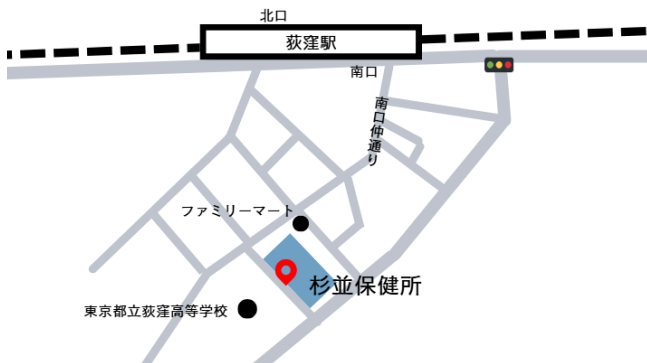 北口
荻窪駅
南口
南口仲通り
ファミリーマート
杉並保健所
東京都立荻窪高等学校